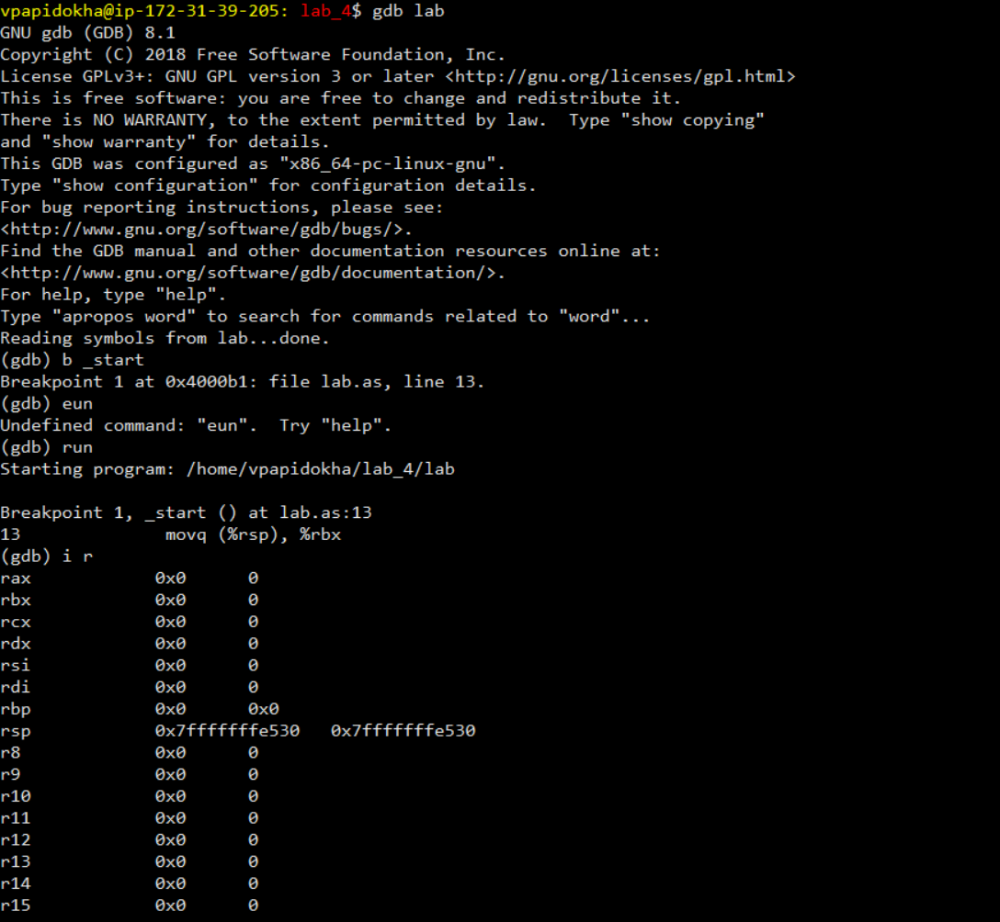 vpapidokha@ip-172-31-39-205: lab_4$ gdb lab
GNU gdb (GDB) 8.1
Copyright (C) 2018 Free Software Foundation, Inc.
License GPLv3+: GNU GPL version 3 or later <http://gnu.org/licenses/gpl.html>
This is free software: you are free to change and redistribute it.
There is NO WARRANTY, to the extent permitted by law.  Type "show copying"
and "show warranty" for details.
This GDB was configured as "x86_64-pc-linux-gnu".
Type "show configuration" for configuration details.
For bug reporting instructions, please see:
<http://www.gnu.org/software/gdb/bugs/>.
Find the GDB manual and other documentation resources online at:
<http://www.gnu.org/software/gdb/documentation/>.
For help, type "help".
Type "apropos word" to search for commands related to "word"...
Reading symbols from lab...done.
(gdb) b _start
Breakpoint 1 at 0x4000b1: file lab.as, line 13.
(gdb) eun
Undefined command: "eun".  Try "help".
(gdb) run
Starting program: /home/vpapidokha/lab_4/lab

Breakpoint 1, _start () at lab.as:13
13              movq (%rsp), %rbx
(gdb) i r
rax            0x0      0
rbx            0x0      0
rcx            0x0      0
rdx            0x0      0
rsi            0x0      0
rdi            0x0      0
rbp            0x0      0x0
rsp            0x7fffffffe530   0x7fffffffe530
r8             0x0      0
r9             0x0      0
r10            0x0      0
r11            0x0      0
r12            0x0      0
r13            0x0      0
r14            0x0      0
r15            0x0      0